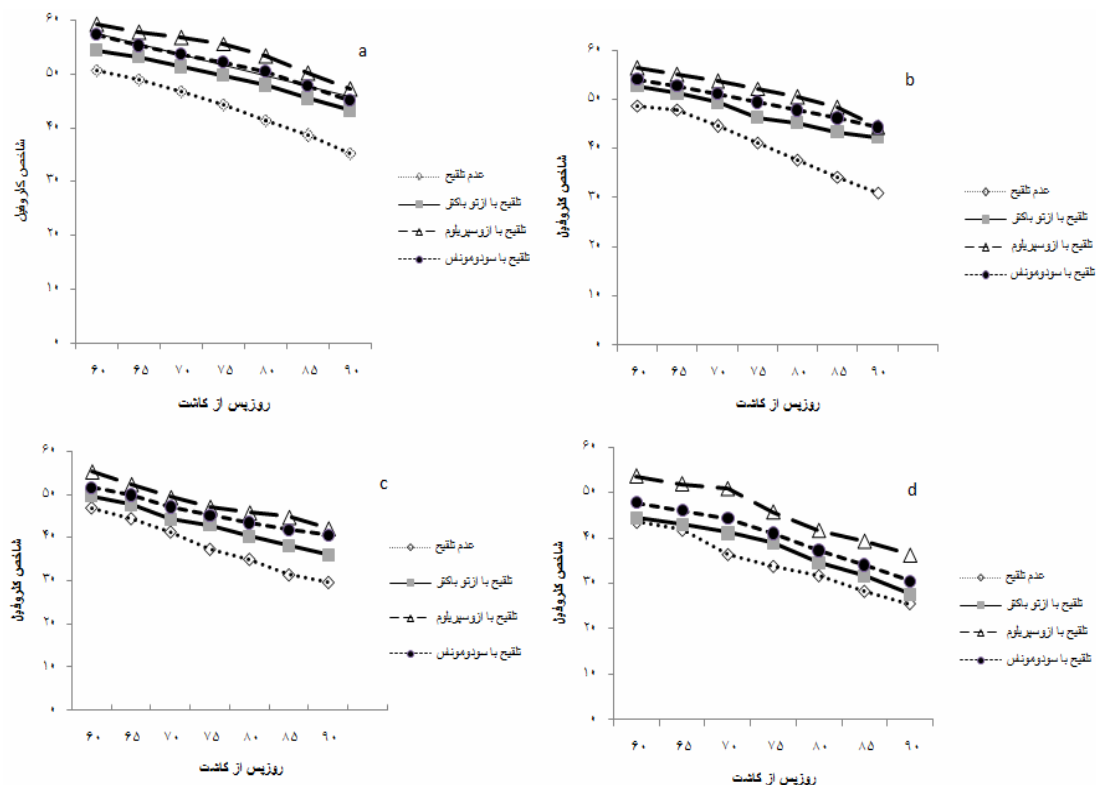 a
۶۰
۵۰
۴۰
۳۰
۲۰
۱۰
۰
شاخص کلروفیل
۶۰ ۶۵ ۷۰ ۷۵ ۸۰ ۸۵ ۹۰
روزپس از کاشت
عدم تلقیح
تلقیح با ازتو باکتر
تلقیح با ازوسپریلوم
تلقیح با سودومونفس
b
۶۰
۵۰
۴۰
۳۰
۲۰
۱۰
۰
شاخص کلروفیل
۶۰ ۶۵ ۷۰ ۷۵ ۸۰ ۸۵ ۹۰
روزپس از کاشت
عدم تلقیح
تلقیح با ازتو باکتر
تلقیح با ازوسپریلوم
تلقیح با سودومونفس
c
۶۰
۵۰
۴۰
۳۰
۲۰
۱۰
۰
شاخص کلروفیل
۶۰ ۶۵ ۷۰ ۷۵ ۸۰ ۸۵ ۹۰
روزپس از کاشت
عدم تلقیح
تلقیح با ازتو باکتر
تلقیح با ازوسپریلوم
تلقیح با سودومونفس
d
۶۰
۵۰
۴۰
۳۰
۲۰
۱۰
۰
شاخص کلروفیل
۶۰ ۶۵ ۷۰ ۷۵ ۸۰ ۸۵ ۹۰
روزپس از کاشت
عدم تلقیح
تلقیح با ازتو باکتر
تلقیح با ازوسپریلوم
تلقیح با سودومونفس